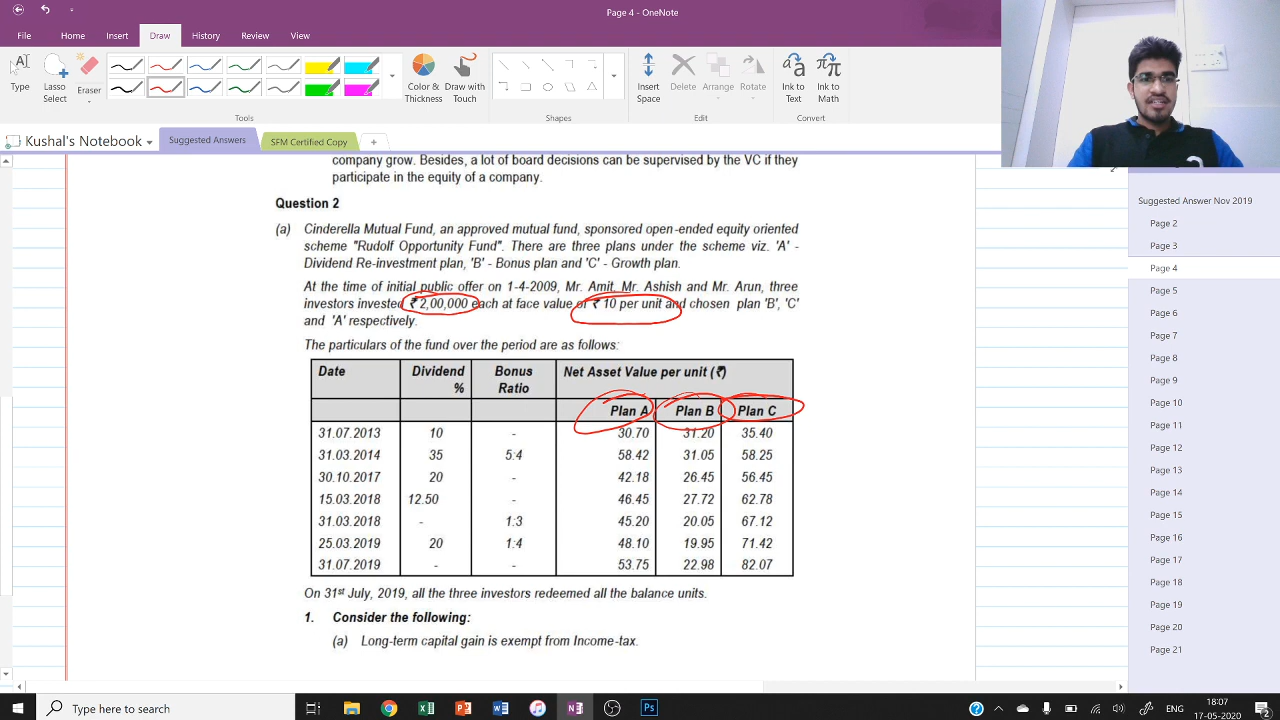 Page 4 - OneNote
File Home Insert Draw History Review View
Type
Lasso Select
Eraser
Color & Thickness
Draw with Touch
Insert Space
Delete
Arrange
Rotate
Ink to Text
Ink to Math
Tools Shapes Edit Convert
Kushal's Notebook Suggested Answers SFM Certified Copy +
company grow. Besides, a lot of board decisions can be supervised by the VC if they
participate in the equity of a company.
Question 2
(a) Cinderella Mutual Fund, an approved mutual fund, sponsored open-ended equity oriented
scheme "Rudolf Opportunity Fund". There are three plans under the scheme viz. 'A' -
Dividend Re-investment plan, 'B' - Bonus plan and 'C' - Growth plan.
At the time of initial public offer on 1-4-2009, Mr. Amit, Mr. Ashish and Mr. Arun, three
investors invested ₹ 2,00,000 each at face value of ₹ 10 per unit and chosen plan 'B', 'C'
and 'A' respectively.
The particulars of the fund over the period are as follows:
Date Dividend % Bonus Ratio Net Asset Value per unit (₹)
Plan A Plan B Plan C
31.07.2013 10 - 30.70 31.20 35.40
31.03.2014 35 5:4 58.42 31.05 58.25
30.10.2017 20 - 42.18 26.45 56.45
15.03.2018 12.50 - 46.45 27.72 62.78
31.03.2018 - 1:3 45.20 20.05 67.12
25.03.2019 20 1:4 48.10 19.95 71.42
31.07.2019 - - 53.75 22.98 82.07
On 31st July, 2019, all the three investors redeemed all the balance units.
1. Consider the following:
(a) Long-term capital gain is exempt from Income-tax.
Suggested Answer Nov 2019
Page 2
Page 3
Page 4
Page 5
Page 6
Page 7
Page 8
Page 9
Page 10
Page 11
Page 12
Page 13
Page 14
Page 15
Page 16
Page 17
Page 18
Page 19
Page 20
Page 21
Type here to search
18:07
17-05-2020